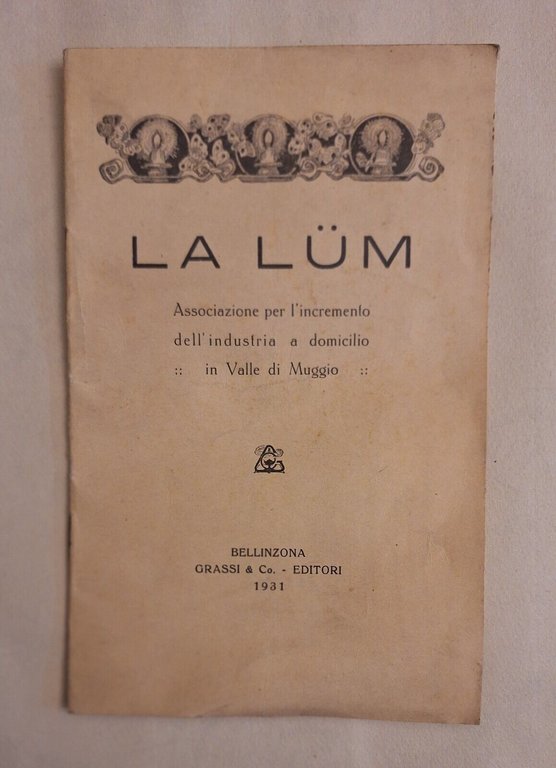 LA LÜM
Associazione per l'incremento
dell'industria a domicilio
:: in Valle di Muggio ::
BELLINZONA
GRASSI & Co. - EDITORI
1931